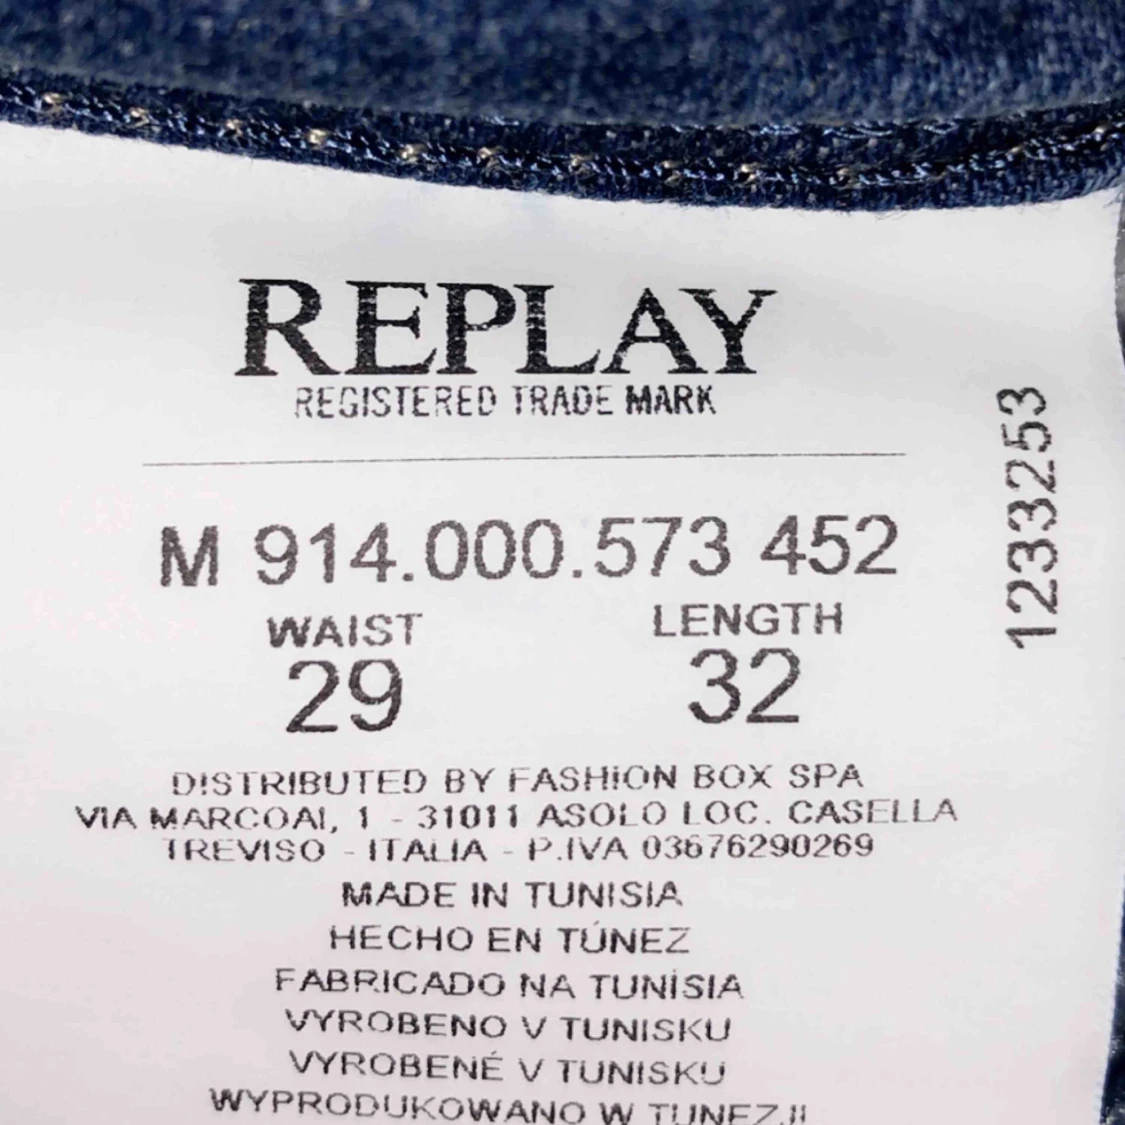 REPLAY
REGISTERED TRADE MARK
M 914.000.573 452
WAIST LENGTH
29 32
1233253
DISTRIBUTED BY FASHION BOX SPA
VIA MARCOAI, 1 - 31011 ASOLO LOC. CASELLA
TREVISO - ITALIA - P.IVA 03676290269
MADE IN TUNISIA
HECHO EN TÚNEZ
FABRICADO NA TUNÍSIA
VYROBENO V TUNISKU
VYROBENÉ V TUNISKU
WYPRODUKOWANO W TUNEZJI